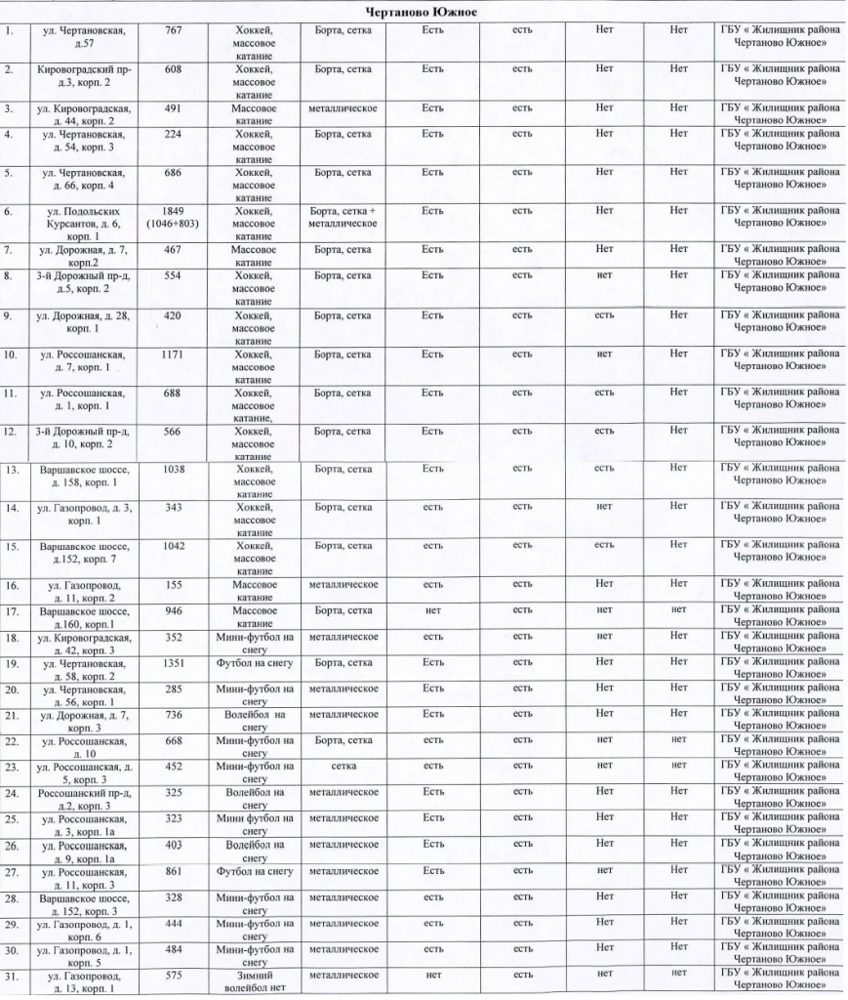 Чертаново Южное
1. ул. Чертановская, 767 Хоккей, Борта, сетка Есть есть Нет Нет ГБУ « Жилищник района
д.57 массовое Чертаново Южное»
катание
2. Кировоградский пр- 608 Хоккей, Борта, сетка Есть есть Нет Нет ГБУ « Жилищник района
д.3, корп. 2 массовое Чертаново Южное»
катание
3. ул. Кировоградская, 491 Массовое металлическое Есть есть Нет Нет ГБУ « Жилищник района
д. 44, корп. 2 катание Чертаново Южное»
4. ул. Чертановская, 224 Хоккей, Борта, сетка Есть есть Нет Нет ГБУ « Жилищник района
д. 54, корп. 3 массовое Чертаново Южное»
катание
5. ул. Чертановская, 686 Хоккей, Борта, сетка Есть есть Нет Нет ГБУ « Жилищник района
д. 66, корп. 4 массовое Чертаново Южное»
катание
6. ул. Подольских 1849 Хоккей, Борта, сетка + Есть есть Нет Нет ГБУ « Жилищник района
Курсантов, д. 6, (1046+803) массовое металлическое Чертаново Южное»
корп. 1 катание
7. ул. Дорожная, д. 7, 467 Массовое Борта, сетка Есть есть Нет Нет ГБУ « Жилищник района
корп.2 катание Чертаново Южное»
8. 3-й Дорожный пр-д, 554 Хоккей, Борта, сетка Есть есть нет Нет ГБУ « Жилищник района
д.5, корп. 2 массовое Чертаново Южное»
катание
9. ул. Дорожная, д. 28, 420 Хоккей, Борта, сетка Есть есть есть Нет ГБУ « Жилищник района
корп. 1 массовое Чертаново Южное»
катание
10. ул. Россошанская, 1171 Хоккей, Борта, сетка Есть есть нет Нет ГБУ « Жилищник района
д. 7, корп. 1 массовое Чертаново Южное»
катание
11. ул. Россошанская, 688 Хоккей, Борта, сетка Есть есть есть Нет ГБУ « Жилищник района
д. 1, корп. 1 массовое Чертаново Южное»
катание,
12. 3-й Дорожный пр-д, 566 Хоккей, Борта, сетка Есть есть есть Нет ГБУ « Жилищник района
д. 10, корп. 2 массовое Чертаново Южное»
катание
13. Варшавское шоссе, 1038 Хоккей, Борта, сетка Есть есть есть Нет ГБУ « Жилищник района
д. 158, корп. 1 массовое Чертаново Южное»
катание
14. ул. Газопровод, д. 3, 343 Хоккей, Борта, сетка есть есть нет Нет ГБУ « Жилищник района
корп. 1 массовое Чертаново Южное»
катание
15. Варшавское шоссе, 1042 Хоккей, Борта, сетка есть есть есть Нет ГБУ « Жилищник района
д.152, корп. 7 массовое Чертаново Южное»
катание
16. ул. Газопровод, 155 Массовое металлическое есть есть Нет Нет ГБУ « Жилищник района
д. 11, корп. 2 катание Чертаново Южное»
17. Варшавское шоссе, 946 Массовое Борта, сетка нет есть нет нет ГБУ « Жилищник района
д.160, корп.1 катание Чертаново Южное»
18. ул. Кировоградская, 352 Мини-футбол на металлическое есть есть нет Нет ГБУ « Жилищник района
д. 42, корп. 3 снегу Чертаново Южное»
19. ул. Чертановская, 1351 Футбол на снегу Борта, сетка Есть есть Нет Нет ГБУ « Жилищник района
д. 58, корп. 2 Чертаново Южное»
20. ул. Чертановская, 285 Мини-футбол на металлическое Есть есть Нет Нет ГБУ « Жилищник района
д. 56, корп. 1 снегу Чертаново Южное»
21. ул. Дорожная, д. 7, 736 Волейбол на металлическое Есть есть Нет Нет ГБУ « Жилищник района
корп. 3 снегу Чертаново Южное»
22. ул. Россошанская, 668 Мини-футбол на Борта, сетка есть есть нет нет ГБУ « Жилищник района
д. 10 снегу Чертаново Южное»
23. ул. Россошанская, д. 452 Мини-футбол на сетка есть есть нет нет ГБУ « Жилищник района
5, корп. 3 снегу Чертаново Южное»
24. Россошанский пр-д, 325 Волейбол на металлическое Есть есть Нет Нет ГБУ « Жилищник района
д.2, корп. 3 снегу Чертаново Южное»
25. ул. Россошанская, 323 Мини футбол на металлическое Есть есть Нет Нет ГБУ « Жилищник района
д. 3, корп. 1а снегу Чертаново Южное»
26. ул. Россошанская, 403 Волейбол на металлическое Есть есть Нет Нет ГБУ « Жилищник района
д. 9, корп. 1а снегу Чертаново Южное»
27. ул. Россошанская, 861 Футбол на снегу металлическое Есть есть нет Нет ГБУ « Жилищник района
д. 11, корп. 3 Чертаново Южное»
28. Варшавское шоссе, 328 Мини-футбол на металлическое есть есть Нет Нет ГБУ « Жилищник района
д. 152, корп. 3 снегу Чертаново Южное»
29. ул. Газопровод, д. 1, 444 Мини-футбол на металлическое есть есть Нет Нет ГБУ « Жилищник района
корп. 6 снегу Чертаново Южное»
30. ул. Газопровод, д. 1, 484 Мини-футбол на металлическое есть есть Нет Нет ГБУ « Жилищник района
корп. 5 снегу Чертаново Южное»
31. ул. Газопровод, 575 Зимний металлическое нет есть нет нет ГБУ « Жилищник района
д. 13, корп. 1 волейбол нет Чертаново Южное»